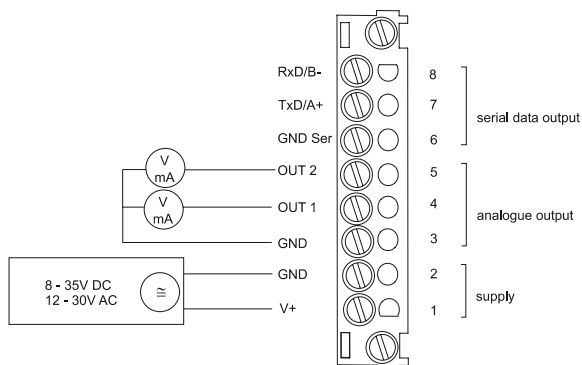 RxD/B- 8
TxD/A+ 7 serial data output
GND Ser 6
V
mA
OUT 2 5
V
mA
OUT 1 4 analogue output
GND 3
GND 2
8 - 35V DC
12 - 30V AC
≅
supply
V+ 1